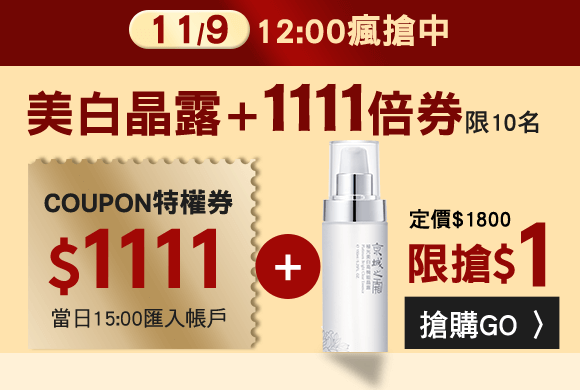 11/9 12:00瘋搶中
美白晶露+1111倍券限10名
COUPON特權券
$1111
當日15:00匯入帳戶
+
定價$1800
限搶$1
搶購GO 〉